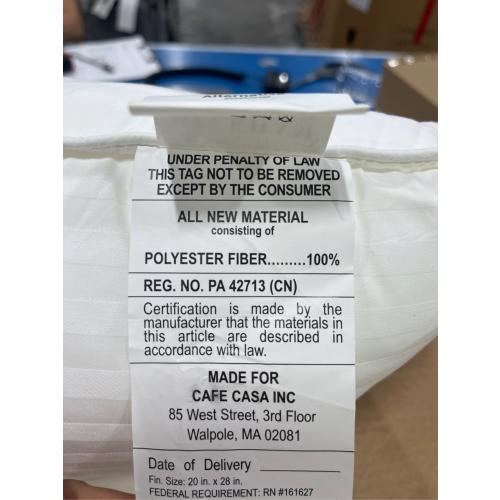 Alternative
UNDER PENALTY OF LAW
THIS TAG NOT TO BE REMOVED
EXCEPT BY THE CONSUMER
ALL NEW MATERIAL
consisting of
POLYESTER FIBER.........100%
REG. NO. PA 42713 (CN)
Certification is made by the
manufacturer that the materials in
this article are described in
accordance with law.
MADE FOR
CAFE CASA INC
85 West Street, 3rd Floor
Walpole, MA 02081
Date of Delivery
Fin. Size: 20 in. x 28 in.
FEDERAL REQUIREMENT: RN #161627